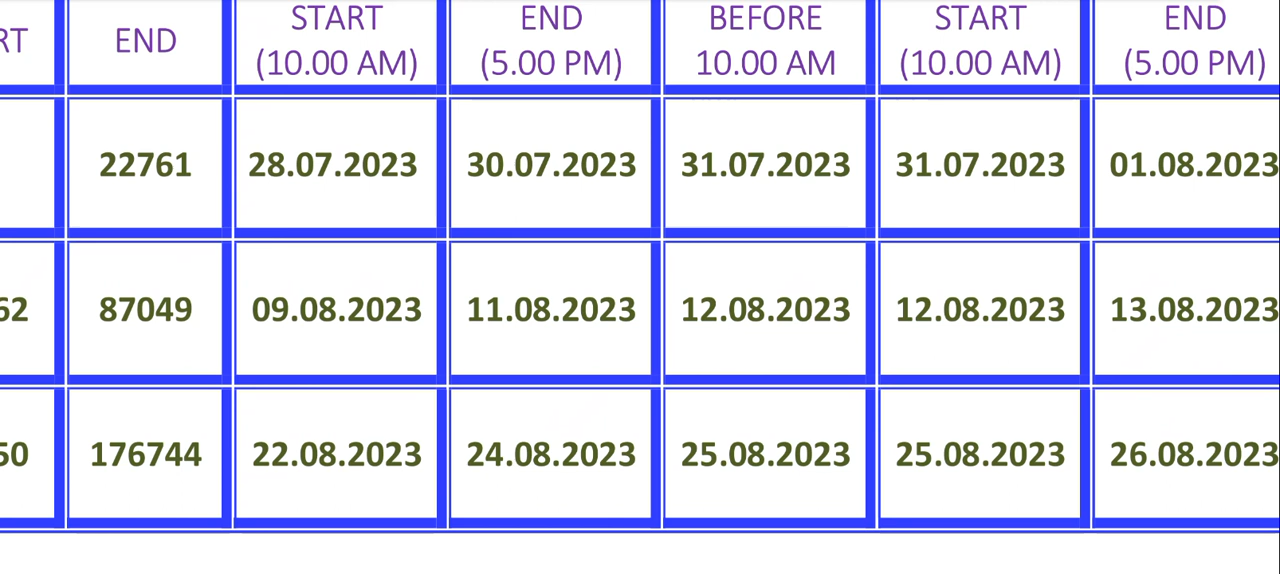 RT END START (10.00 AM) END (5.00 PM) BEFORE 10.00 AM START (10.00 AM) END (5.00 PM)
22761 28.07.2023 30.07.2023 31.07.2023 31.07.2023 01.08.2023
62 87049 09.08.2023 11.08.2023 12.08.2023 12.08.2023 13.08.2023
50 176744 22.08.2023 24.08.2023 25.08.2023 25.08.2023 26.08.2023